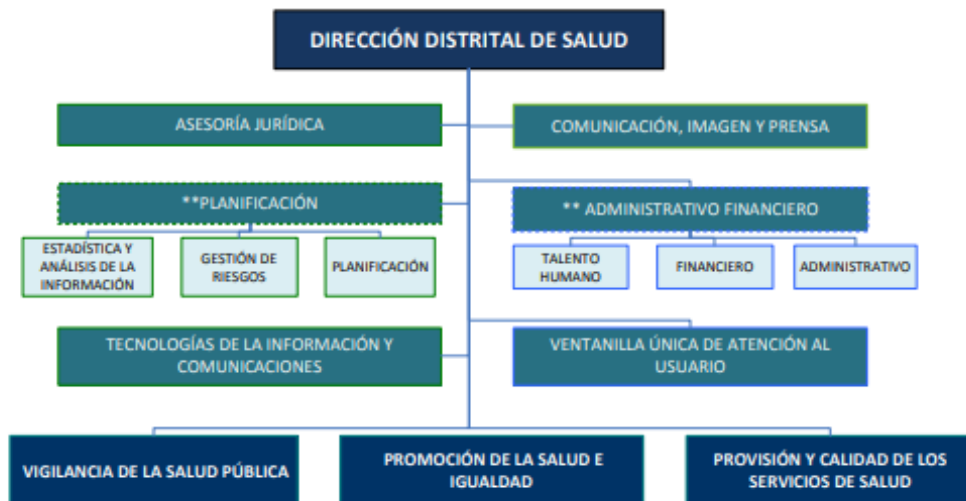 DIRECCIÓN DISTRITAL DE SALUD
ASESORÍA JURÍDICA
COMUNICACIÓN, IMAGEN Y PRENSA
**PLANIFICACIÓN
** ADMINISTRATIVO FINANCIERO
ESTADÍSTICA Y
ANÁLISIS DE LA
INFORMACIÓN
GESTIÓN DE
RIESGOS
PLANIFICACIÓN
TALENTO
HUMANO
FINANCIERO
ADMINISTRATIVO
TECNOLOGÍAS DE LA INFORMACIÓN Y
COMUNICACIONES
VENTANILLA ÚNICA DE ATENCIÓN AL
USUARIO
VIGILANCIA DE LA SALUD PÚBLICA
PROMOCIÓN DE LA SALUD E
IGUALDAD
PROVISIÓN Y CALIDAD DE LOS
SERVICIOS DE SALUD